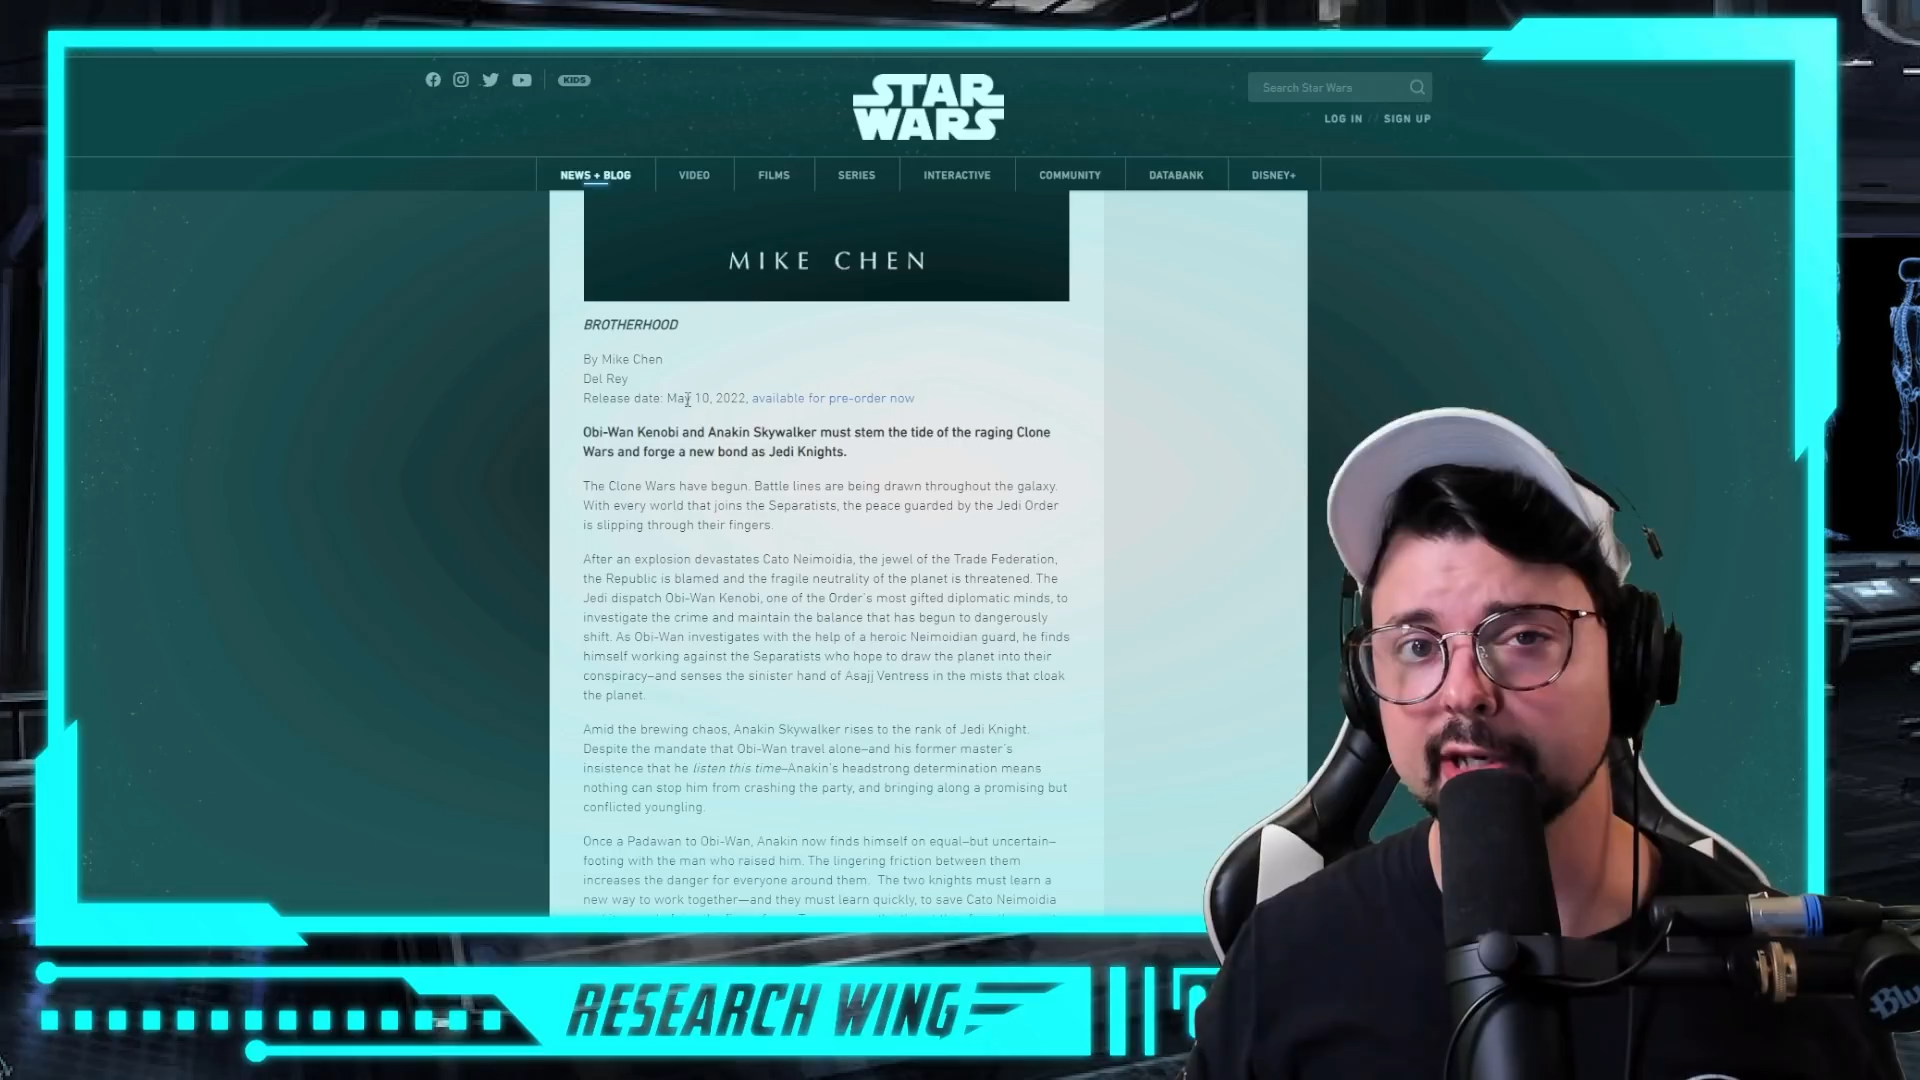 KIDS
STAR
WARS
Search Star Wars
LOG IN // SIGN UP
NEWS + BLOG
VIDEO
FILMS
SERIES
INTERACTIVE
COMMUNITY
DATABANK
DISNEY+
MIKE CHEN
BROTHERHOOD
By Mike Chen
Del Rey
Release date: May 10, 2022, available for pre-order now
Obi-Wan Kenobi and Anakin Skywalker must stem the tide of the raging Clone
Wars and forge a new bond as Jedi Knights.
The Clone Wars have begun. Battle lines are being drawn throughout the galaxy.
With every world that joins the Separatists, the peace guarded by the Jedi Order
is slipping through their fingers.
After an explosion devastates Cato Neimoidia, the jewel of the Trade Federation,
the Republic is blamed and the fragile neutrality of the planet is threatened. The
Jedi dispatch Obi-Wan Kenobi, one of the Order's most gifted diplomatic minds, to
investigate the crime and maintain the balance that has begun to dangerously
shift. As Obi-Wan investigates with the help of a heroic Neimoidian guard, he finds
himself working against the Separatists who hope to draw the planet into their
conspiracy—and senses the sinister hand of Asajj Ventress in the mists that cloak
the planet.
Amid the brewing chaos, Anakin Skywalker rises to the rank of Jedi Knight.
Despite the mandate that Obi-Wan travel alone—and his former master's
insistence that he listen this time—Anakin's headstrong determination means
nothing can stop him from crashing the party, and bringing along a promising but
conflicted youngling.
Once a Padawan to Obi-Wan, Anakin now finds himself on equal—but uncertain—
footing with the man who raised him. The lingering friction between them
increases the danger for everyone around them. The two knights must learn a
new way to work together—and they must learn quickly, to save Cato Neimoidia
RESEARCH WING
Blu